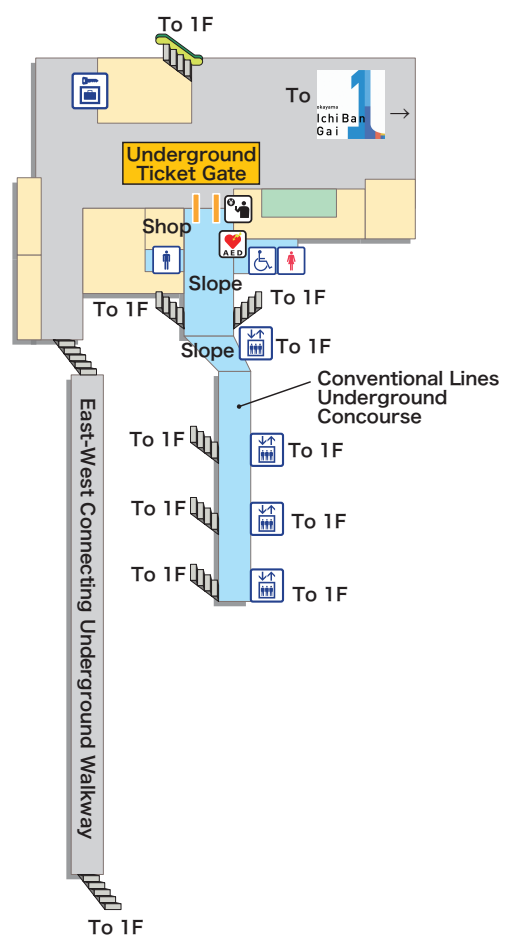 To 1F
To
okayama
Ichi Ban
Gai
1
→
Underground
Ticket Gate
¥
Shop
AED
Slope
To 1F
To 1F
Slope
To 1F
Conventional Lines
Underground
Concourse
To 1F
To 1F
To 1F
To 1F
To 1F
To 1F
East-West Connecting Underground Walkway
To 1F